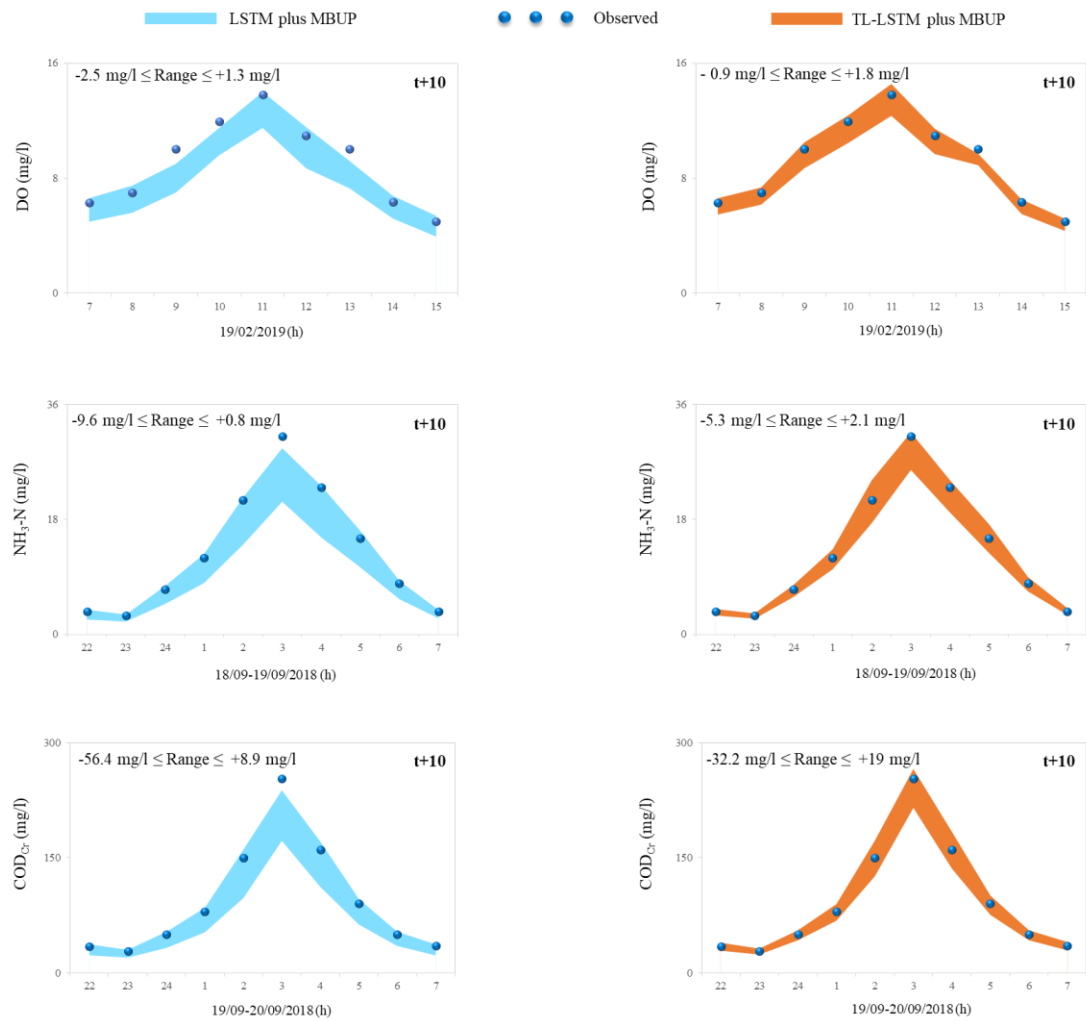 LSTM plus MBUP
Observed
TL-LSTM plus MBUP
-2.5 mg/l ≤ Range ≤ +1.3 mg/l
t+10
DO (mg/l)
16
8
0
7 8 9 10 11 12 13 14 15
19/02/2019(h)
- 0.9 mg/l ≤ Range ≤ +1.8 mg/l
t+10
DO (mg/l)
16
8
0
7 8 9 10 11 12 13 14 15
19/02/2019(h)
-9.6 mg/l ≤ Range ≤ +0.8 mg/l
t+10
NH₃-N (mg/l)
36
18
0
22 23 24 1 2 3 4 5 6 7
18/09-19/09/2018 (h)
-5.3 mg/l ≤ Range ≤ +2.1 mg/l
t+10
NH₃-N (mg/l)
36
18
0
22 23 24 1 2 3 4 5 6 7
18/09-19/09/2018 (h)
-56.4 mg/l ≤ Range ≤ +8.9 mg/l
t+10
COD_Cr (mg/l)
300
150
0
22 23 24 1 2 3 4 5 6 7
19/09-20/09/2018 (h)
-32.2 mg/l ≤ Range ≤ +19 mg/l
t+10
COD_Cr (mg/l)
300
150
0
22 23 24 1 2 3 4 5 6 7
19/09-20/09/2018 (h)